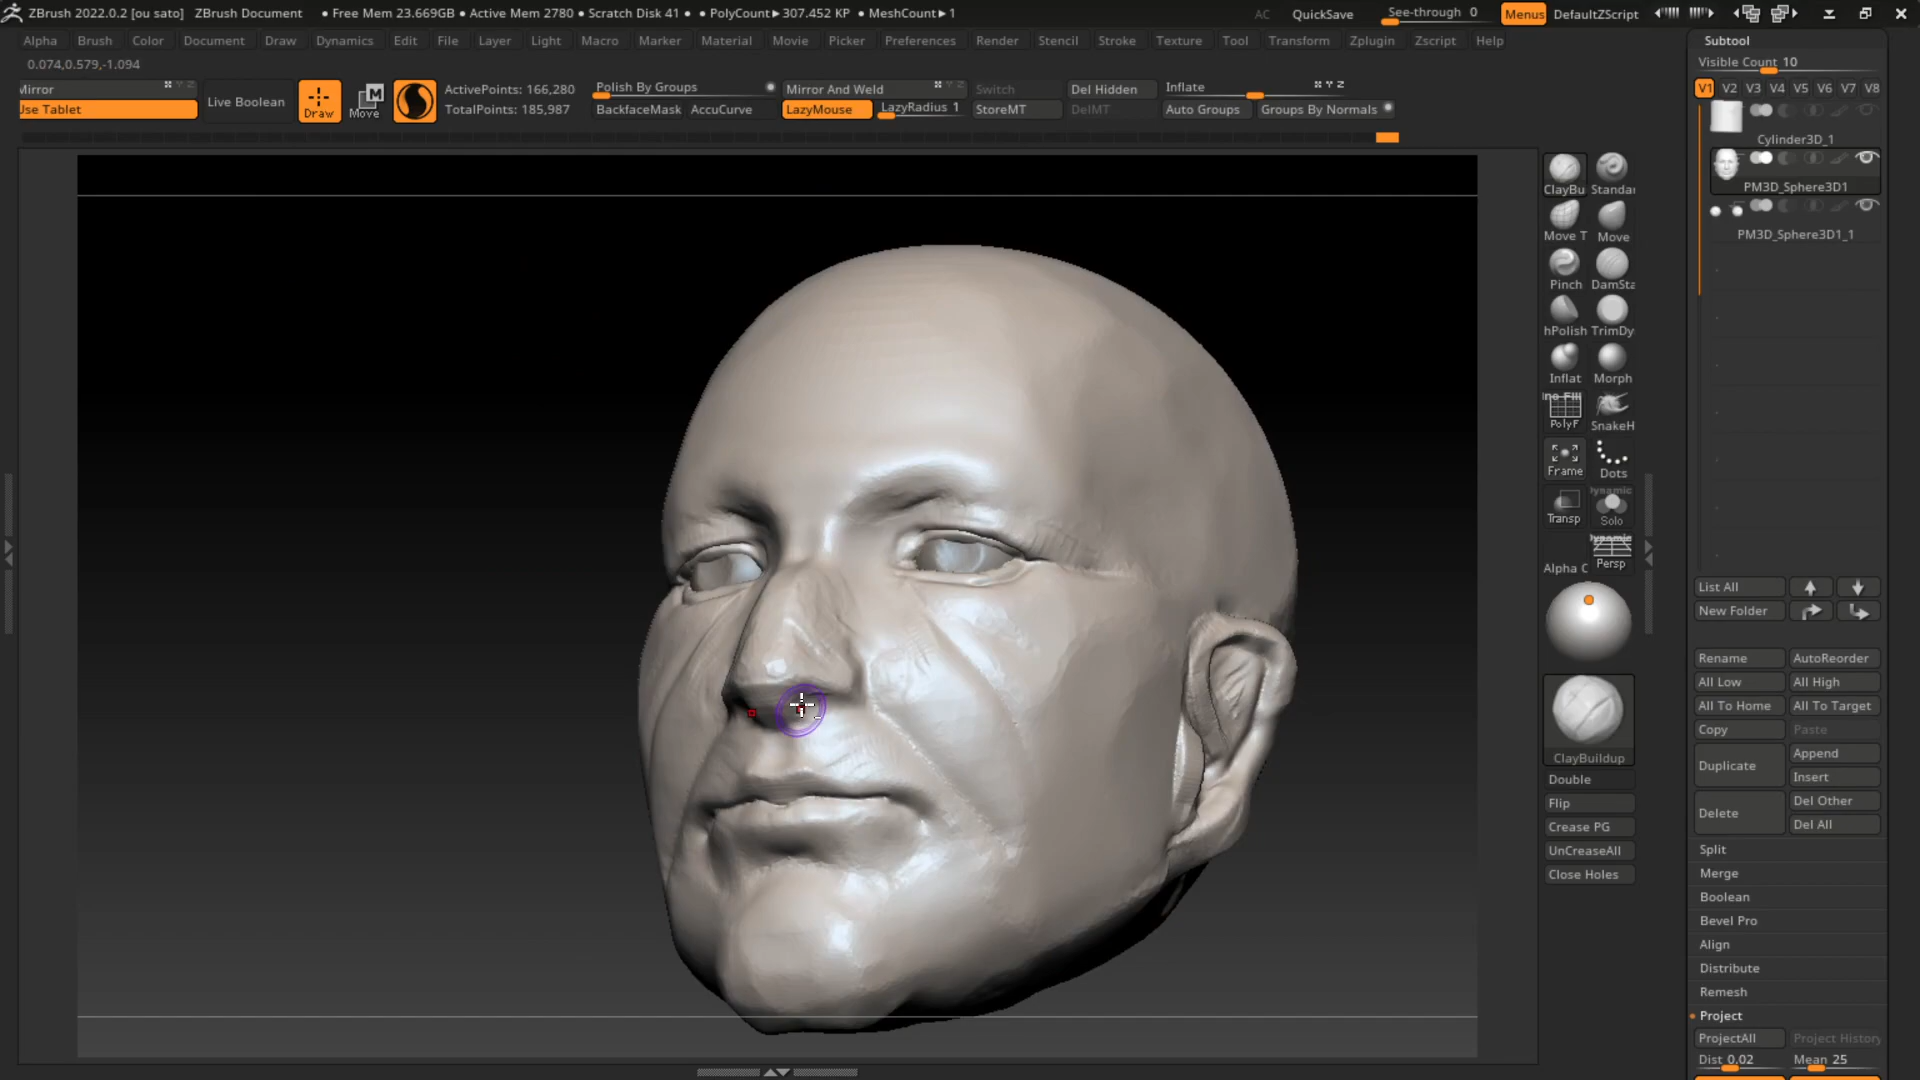 ZBrush 2022.0.2 [ou sato] ZBrush Document • Free Mem 23.669GB • Active Mem 2780 • Scratch Disk 41 • PolyCount▸307.452 KP • MeshCount▸1 AC QuickSave See-through 0 Menus DefaultZScript
Alpha Brush Color Document Draw Dynamics Edit File Layer Light Macro Marker Material Movie Picker Preferences Render Stencil Stroke Texture Tool Transform Zplugin Zscript Help
0.074,0.579,-1.094
Mirror
Use Tablet
Live Boolean
Draw
Move
ActivePoints: 166,280
TotalPoints: 185,987
Polish By Groups
BackfaceMask AccuCurve
Mirror And Weld
LazyMouse LazyRadius 1
Switch
StoreMT
Del Hidden
DelMT
Inflate
Auto Groups Groups By Normals
ClayBu Standa
Move T Move
Pinch DamSta
hPolish TrimDy
Inflat Morph
PolyF SnakeH
Frame Dots
Transp Dynamic Solo
Alpha Persp
ClayBuildup
Double
Flip
Crease PG
UnCreaseAll
Close Holes
Subtool
Visible Count 10
V1 V2 V3 V4 V5 V6 V7 V8
Cylinder3D_1
PM3D_Sphere3D1
PM3D_Sphere3D1_1
List All
New Folder
Rename AutoReorder
All Low All High
All To Home All To Target
Copy Paste
Duplicate Append
Insert
Delete Del Other
Del All
Split
Merge
Boolean
Bevel Pro
Align
Distribute
Remesh
Project
ProjectAll Project History
Dist 0.02 Mean 25